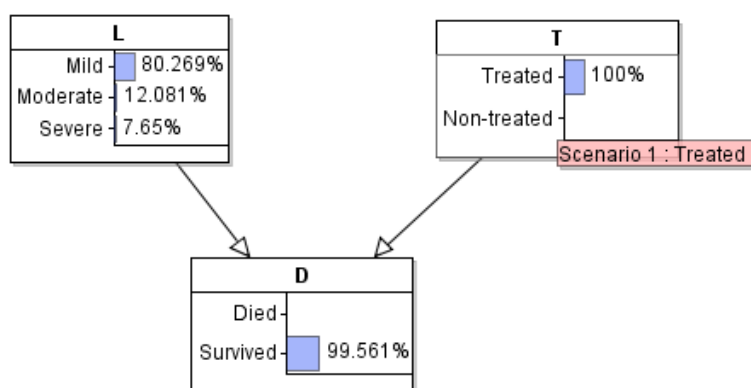 L
Mild 80.269%
Moderate 12.081%
Severe 7.65%
T
Treated 100%
Non-treated
Scenario 1 : Treated
D
Died
Survived 99.561%